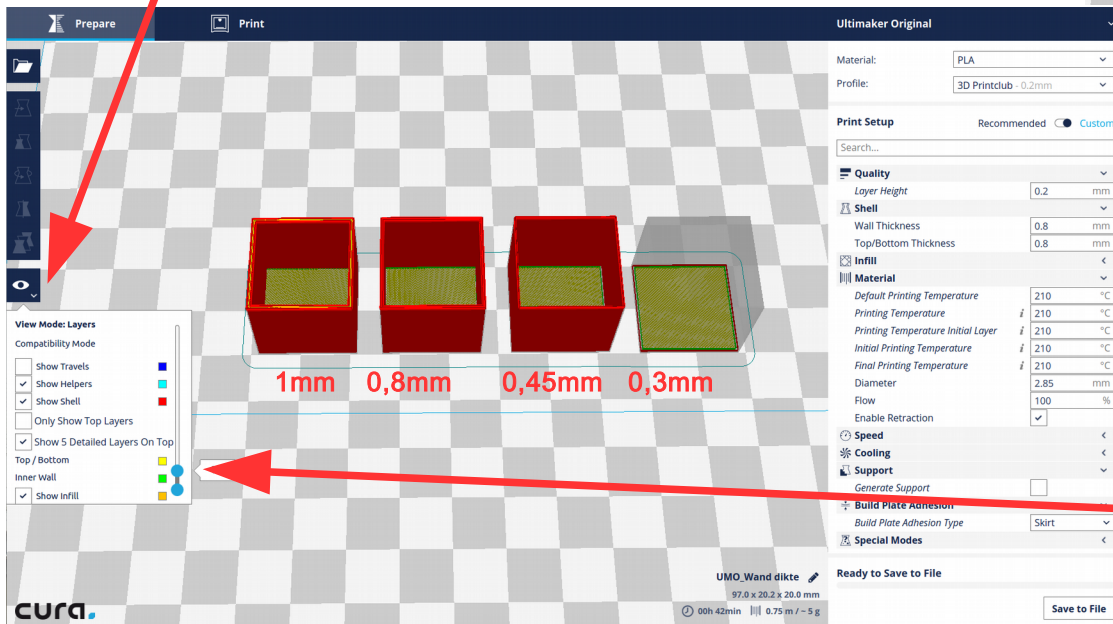 Prepare
Print
Ultimaker Original
Material:
PLA
Profile:
3D Printclub - 0.2mm
Print Setup
Recommended
Custom
Search...
Quality
Layer Height
0.2 mm
Shell
Wall Thickness
0.8 mm
Top/Bottom Thickness
0.8 mm
Infill
Material
Default Printing Temperature
210 °C
Printing Temperature
i 210 °C
Printing Temperature Initial Layer
i 210 °C
Initial Printing Temperature
i 210 °C
Final Printing Temperature
i 210 °C
Diameter
2.85 mm
Flow
100 %
Enable Retraction
Speed
Cooling
Support
Generate Support
Build Plate Adhesion
Build Plate Adhesion Type
Skirt
Special Modes
Ready to Save to File
Save to File
View Mode: Layers
Compatibility Mode
Show Travels
Show Helpers
Show Shell
Only Show Top Layers
Show 5 Detailed Layers On Top
Top / Bottom
Inner Wall
Show Infill
1mm 0,8mm 0,45mm 0,3mm
UMO_Wand dikte
97.0 x 20.2 x 20.0 mm
00h 42min 0.75 m / ~ 5 g
cura.